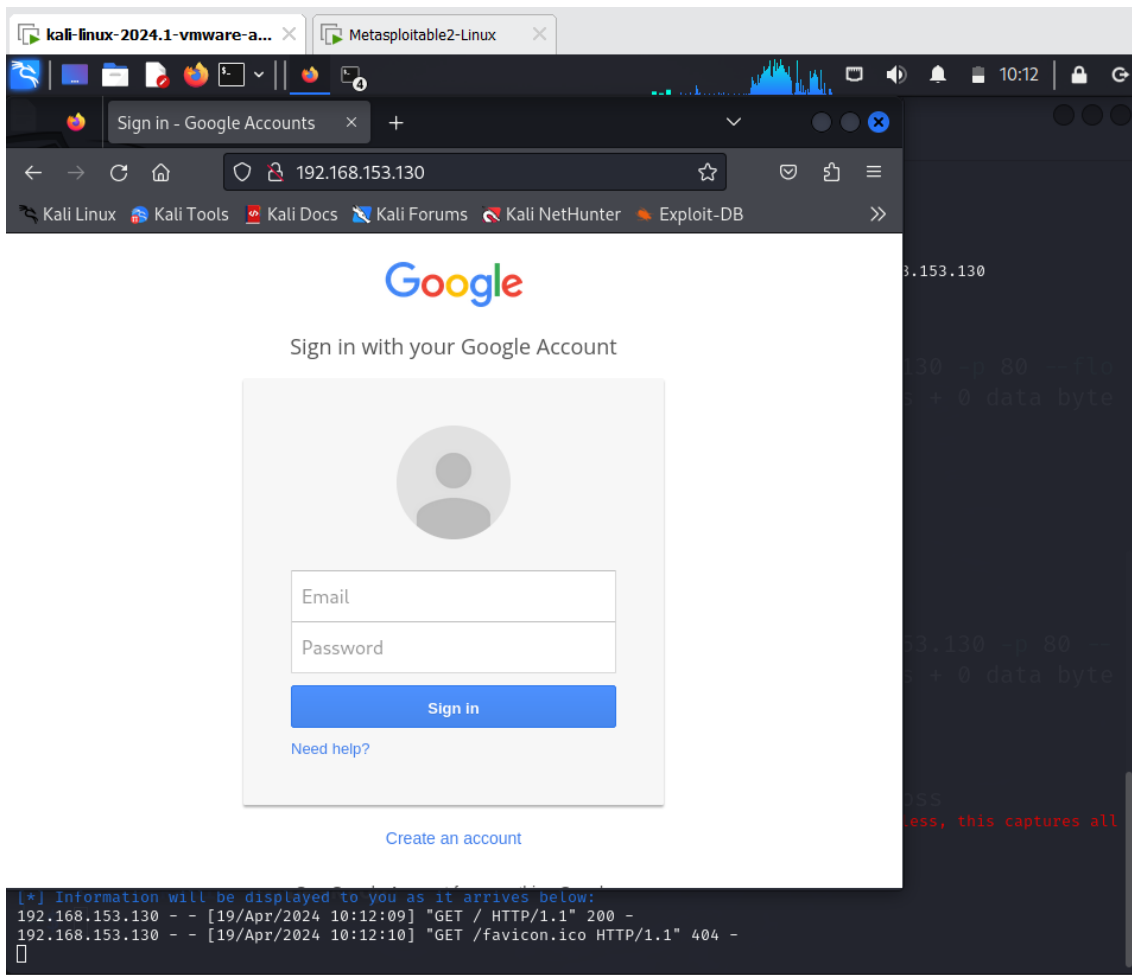 kali-linux-2024.1-vmware-a...
Metasploitable2-Linux
4
10:12
Sign in - Google Accounts
192.168.153.130
Kali Linux
Kali Tools
Kali Docs
Kali Forums
Kali NetHunter
Exploit-DB
Google
3.153.130
Sign in with your Google Account
130 -p 80 --flo
s + 0 data byte
Email
Password
53.130 -p 80 --
s + 0 data byte
Sign in
Need help?
oss
less, this captures all
Create an account
[*] Information will be displayed to you as it arrives below:
192.168.153.130 - - [19/Apr/2024 10:12:09] "GET / HTTP/1.1" 200 -
192.168.153.130 - - [19/Apr/2024 10:12:10] "GET /favicon.ico HTTP/1.1" 404 -